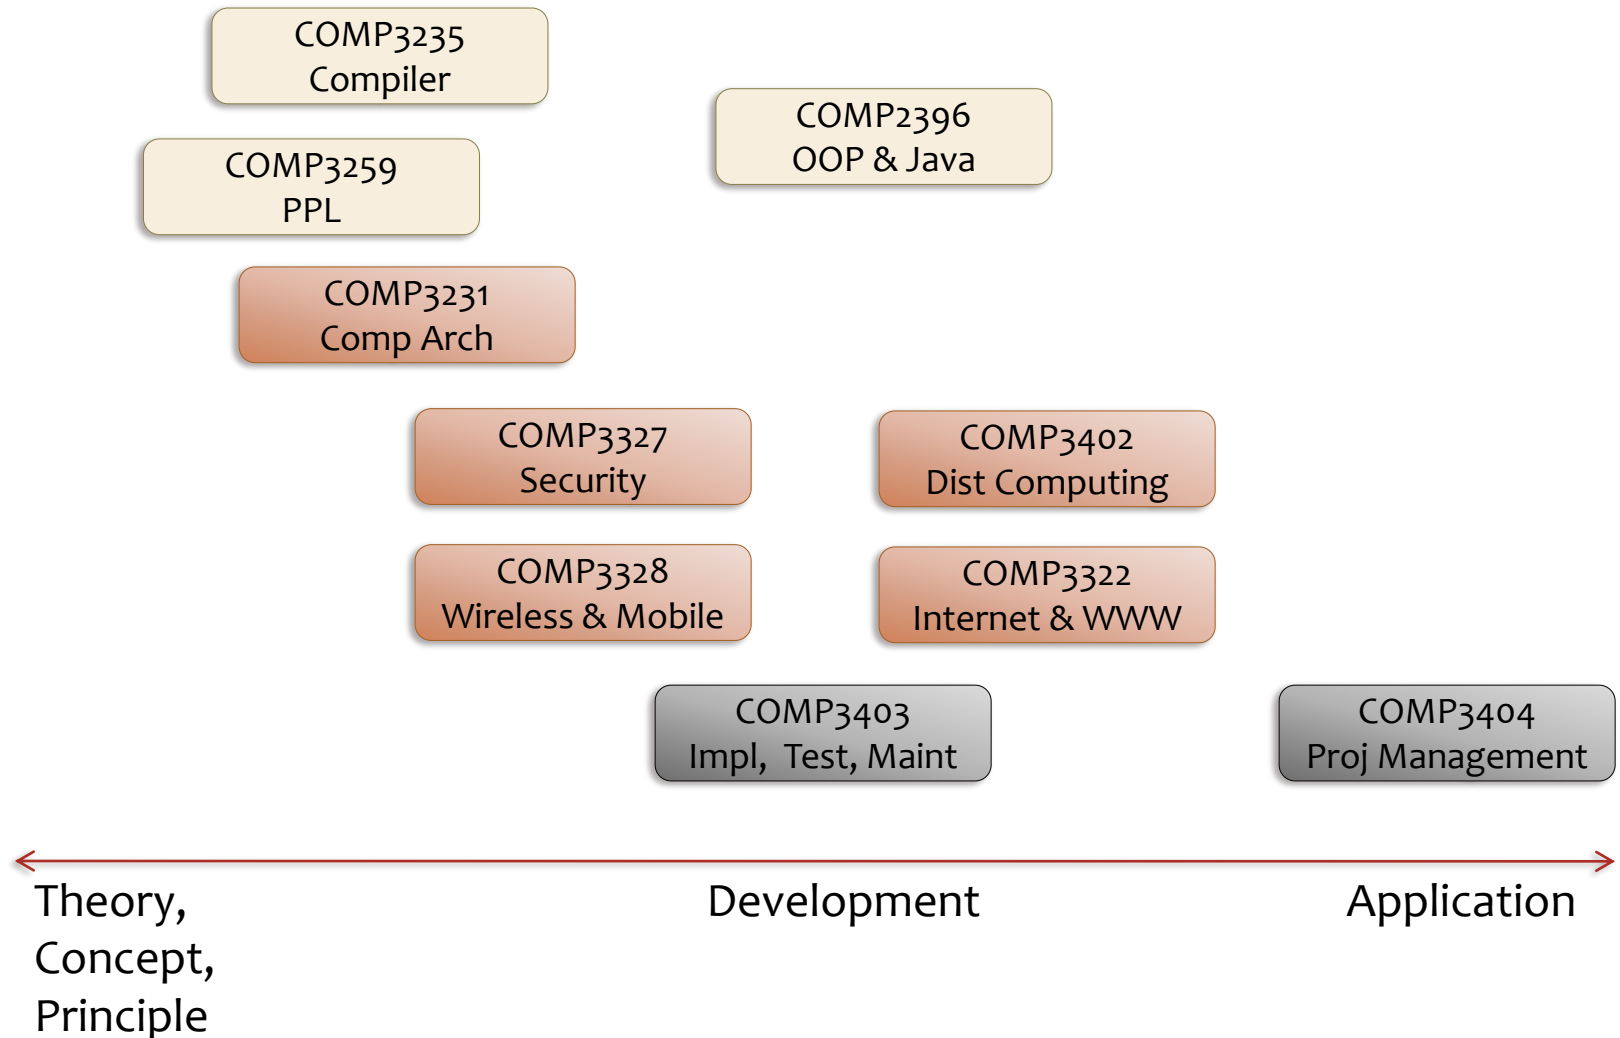 COMP3235
Compiler
COMP2396
OOP & Java
COMP3259
PPL
COMP3231
Comp Arch
COMP3327
Security
COMP3402
Dist Computing
COMP3328
Wireless & Mobile
COMP3322
Internet & WWW
COMP3403
Impl, Test, Maint
COMP3404
Proj Management
Theory,
Concept,
Principle
Development
Application